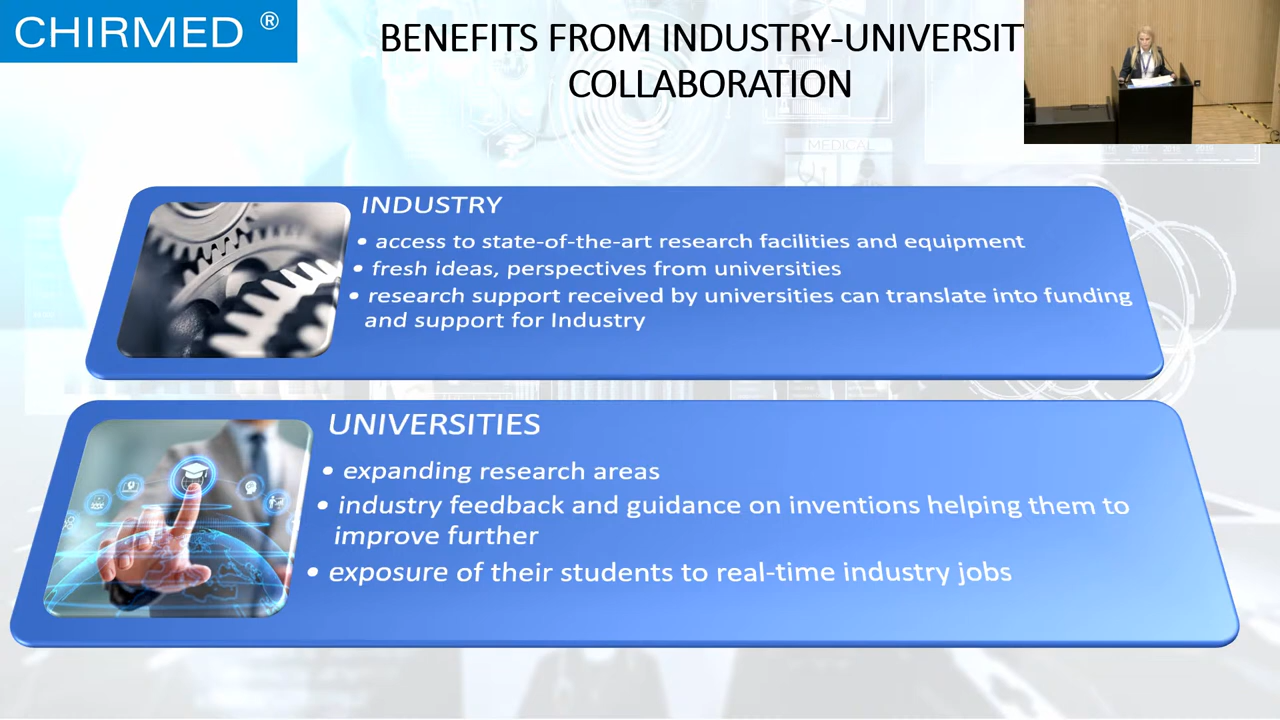 CHIRMED ®
BENEFITS FROM INDUSTRY-UNIVERSIT
COLLABORATION
MEDICAL
INDUSTRY
• access to state-of-the-art research facilities and equipment
• fresh ideas, perspectives from universities
• research support received by universities can translate into funding
and support for Industry
UNIVERSITIES
• expanding research areas
• industry feedback and guidance on inventions helping them to
improve further
• exposure of their students to real-time industry jobs